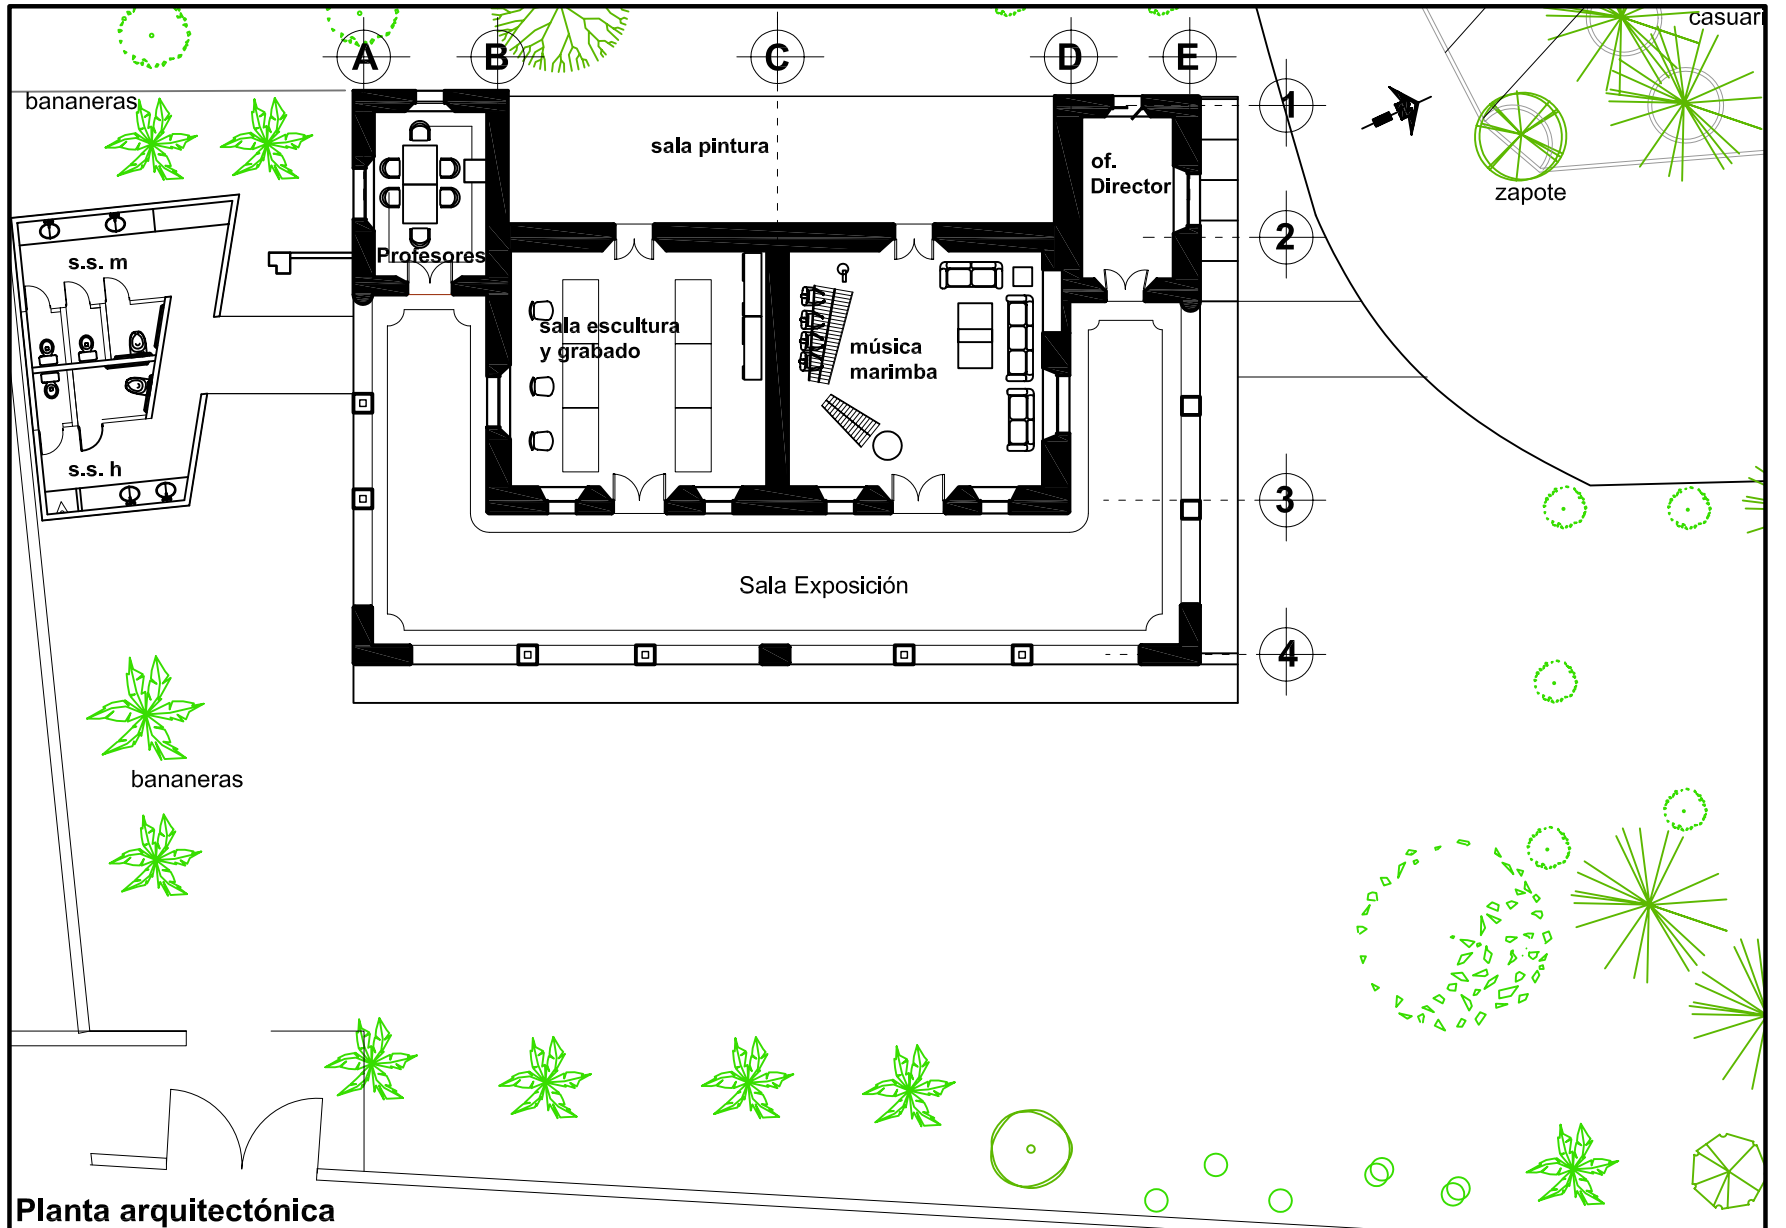 casuari
A
B
C
D
E
bananeras
1
sala pintura
of.
Director
zapote
2
Profesores
s.s. m
sala escultura
y grabado
música
marimba
s.s. h
3
Sala Exposición
4
bananeras
Planta arquitectónica